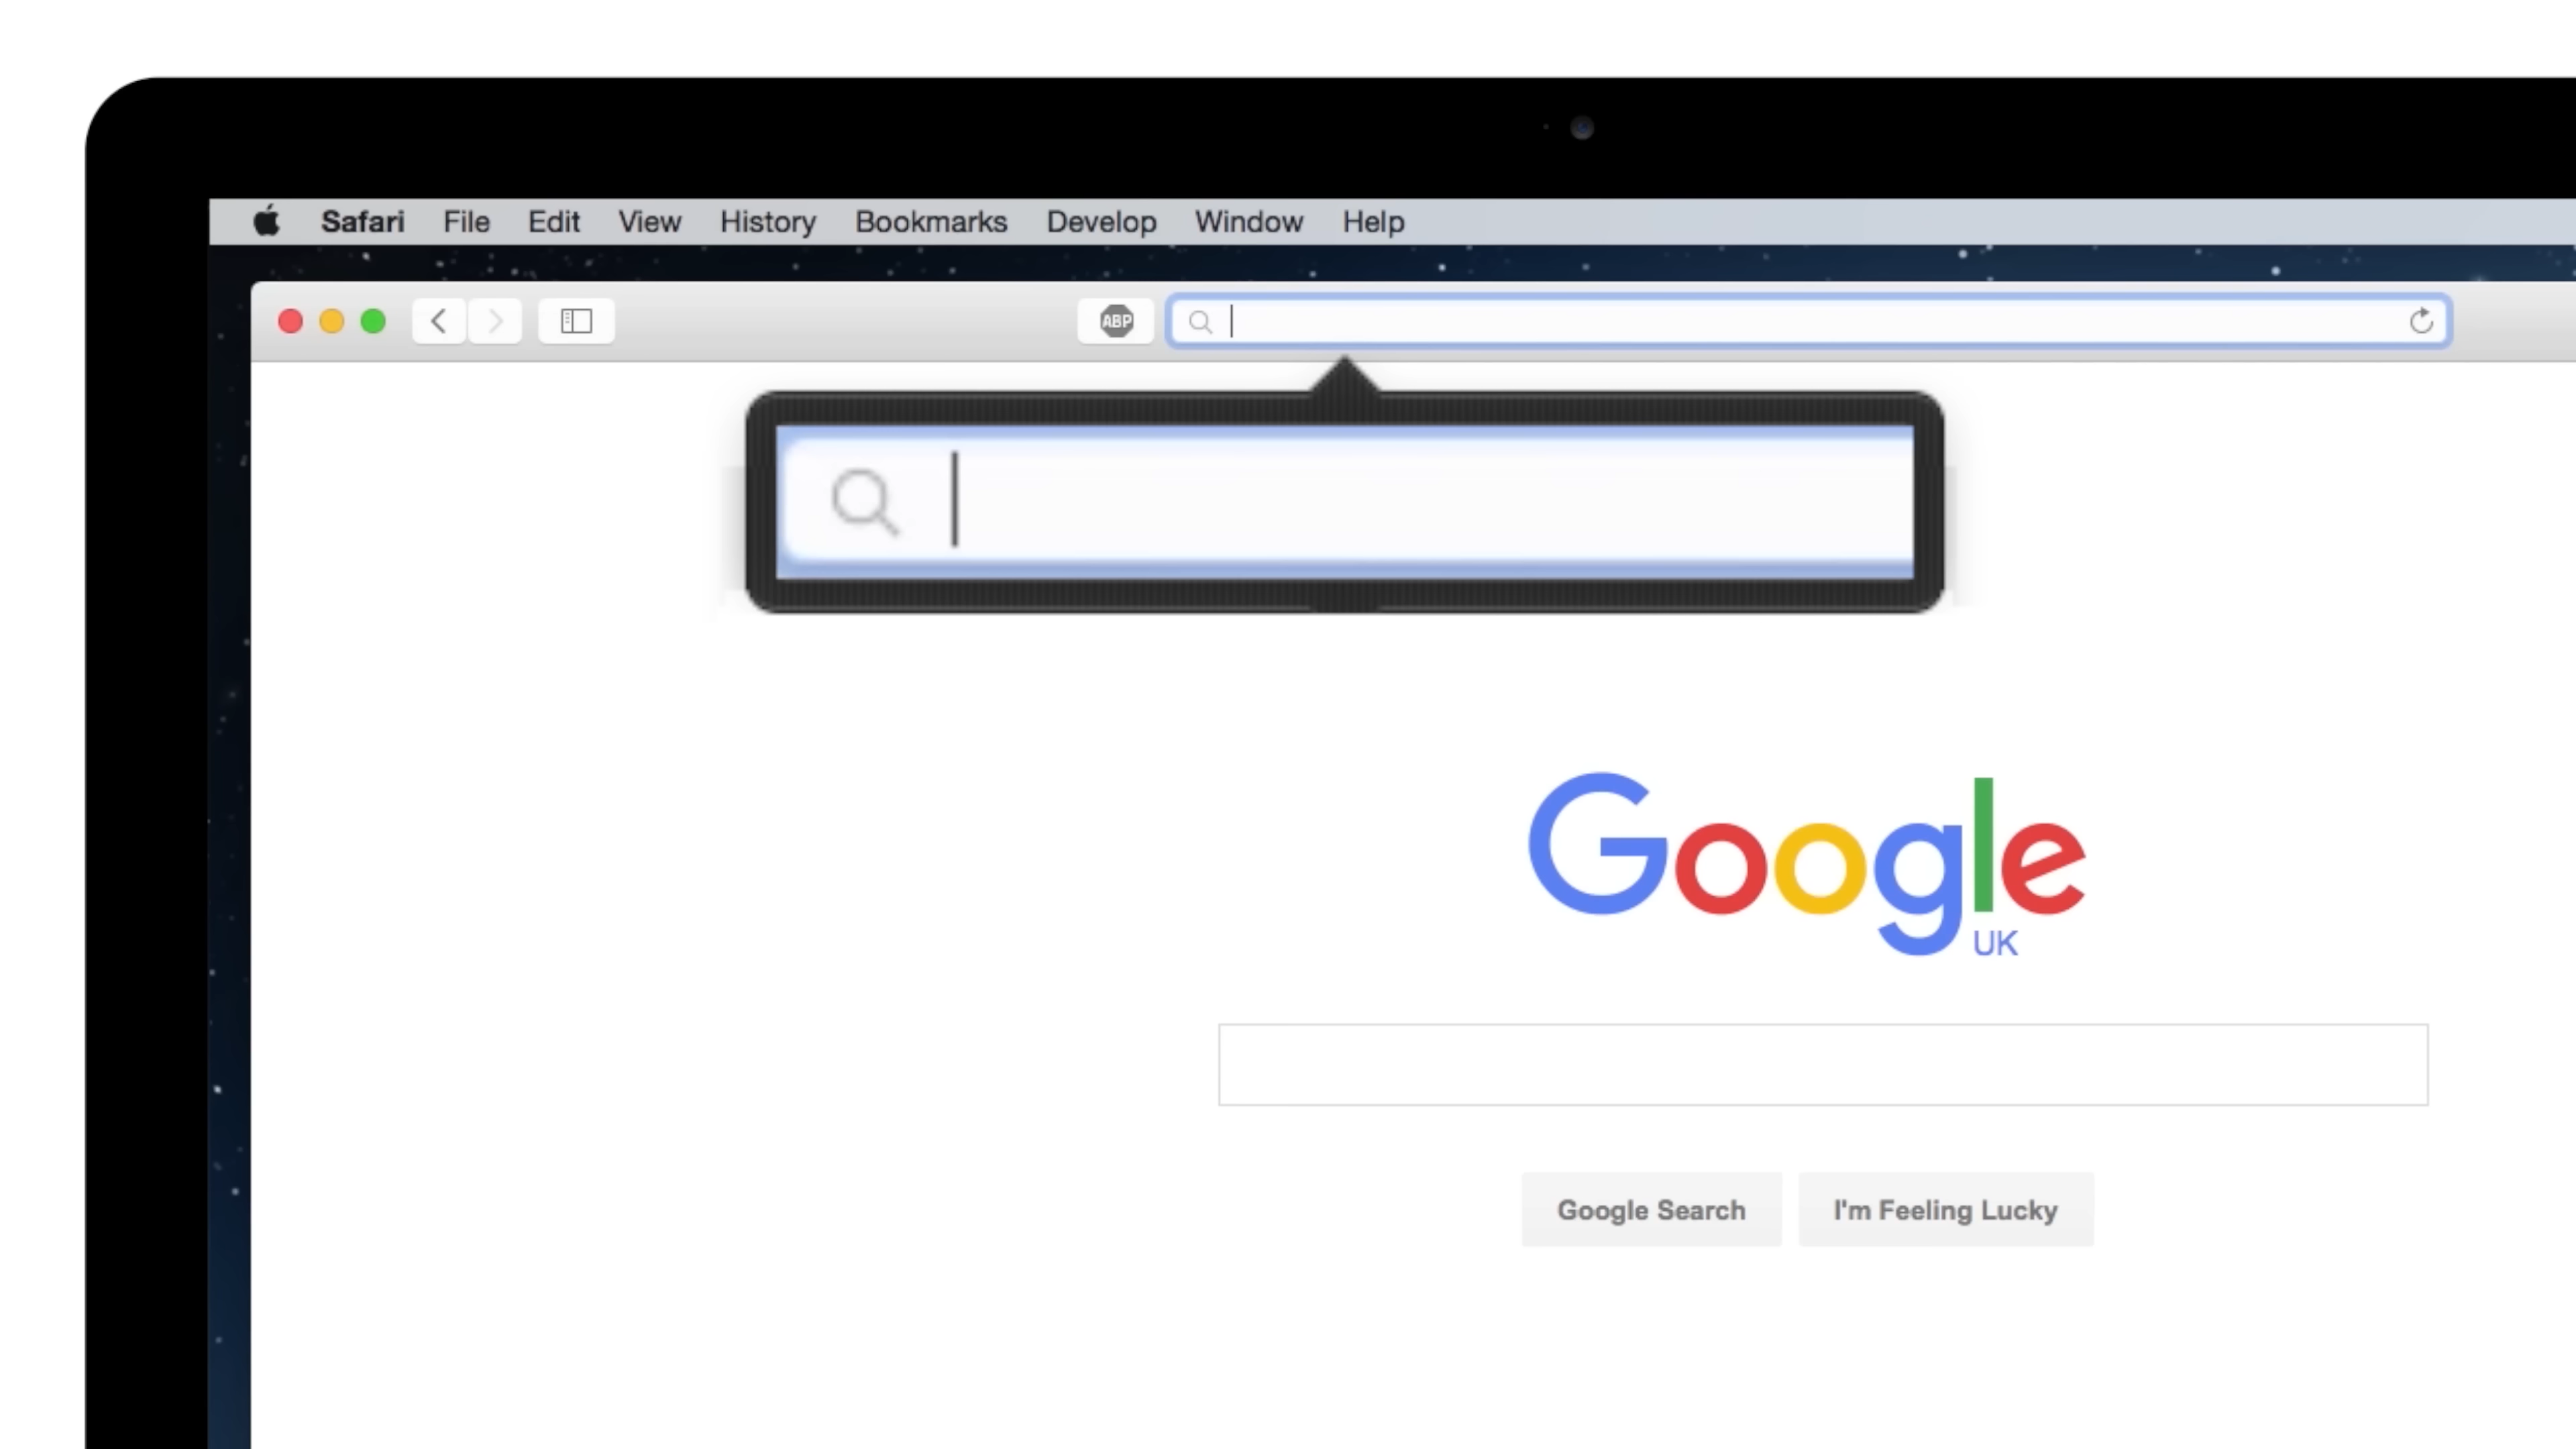 Safari File Edit View History Bookmarks Develop Window Help
ABP
Google
UK
Google Search I'm Feeling Lucky